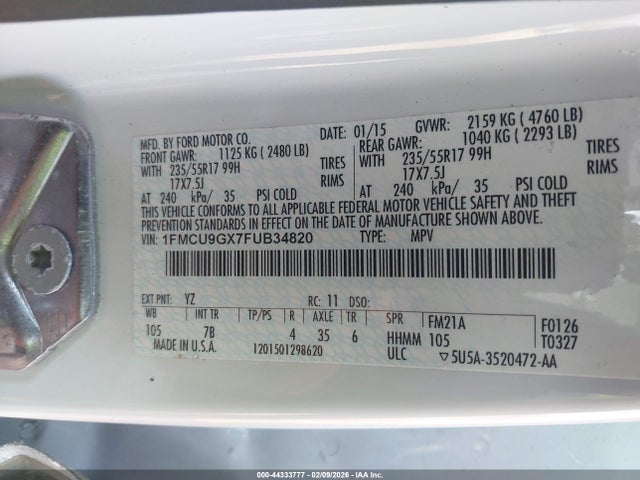 MFD. BY FORD MOTOR CO. DATE: 01/15 GVWR: 2159 KG ( 4760 LB)
FRONT GAWR: 1125 KG ( 2480 LB) REAR GAWR: 1040 KG ( 2293 LB)
WITH 235/55R17 99H TIRES WITH 235/55R17 99H TIRES
17X7.5J RIMS 17X7.5J RIMS
AT 240 kPa/ 35 PSI COLD AT 240 kPa/ 35 PSI COLD
THIS VEHICLE CONFORMS TO ALL APPLICABLE FEDERAL MOTOR VEHICLE SAFETY AND THEFT
PREVENTION STANDARDS IN EFFECT ON THE DATE OF MANUFACTURE SHOWN ABOVE.
VIN: 1FMCU9GX7FUB34820 TYPE: MPV
EXT PNT: YZ RC: 11 DSO:
WB INT TR TP/PS R AXLE TR SPR FM21A F0126
105 7B 4 35 6 HHMM 105 T0327
MADE IN U.S.A. 1201501298620 ULC ▽5U5A-3520472-AA
000-44333777 - 02/09/2026 - IAA Inc.